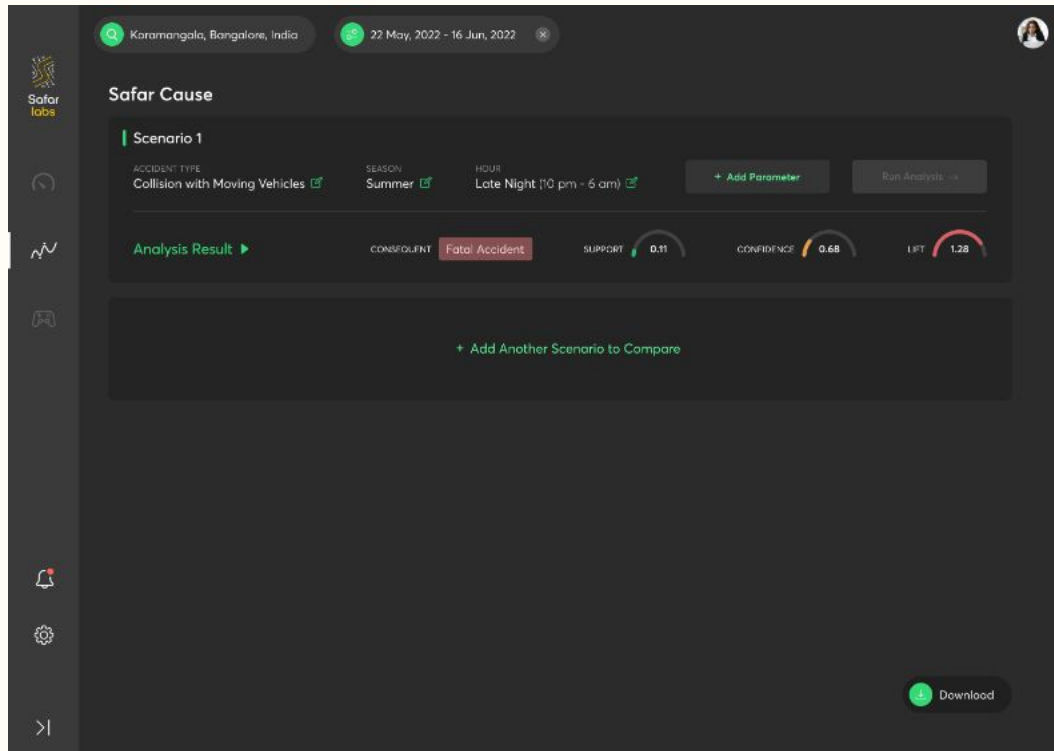 Koramangala, Bangalore, India
22 May, 2022 - 16 Jun, 2022
Safar
labs
Safar Cause
Scenario 1
ACCIDENT TYPE
Collision with Moving Vehicles
SEASON
Summer
HOUR
Late Night (10 pm - 6 am)
+ Add Parameter
Run Analysis →
Analysis Result
CONSEQUENT
Fatal Accident
SUPPORT
0.11
CONFIDENCE
0.68
LIFT
1.28
+ Add Another Scenario to Compare
Download